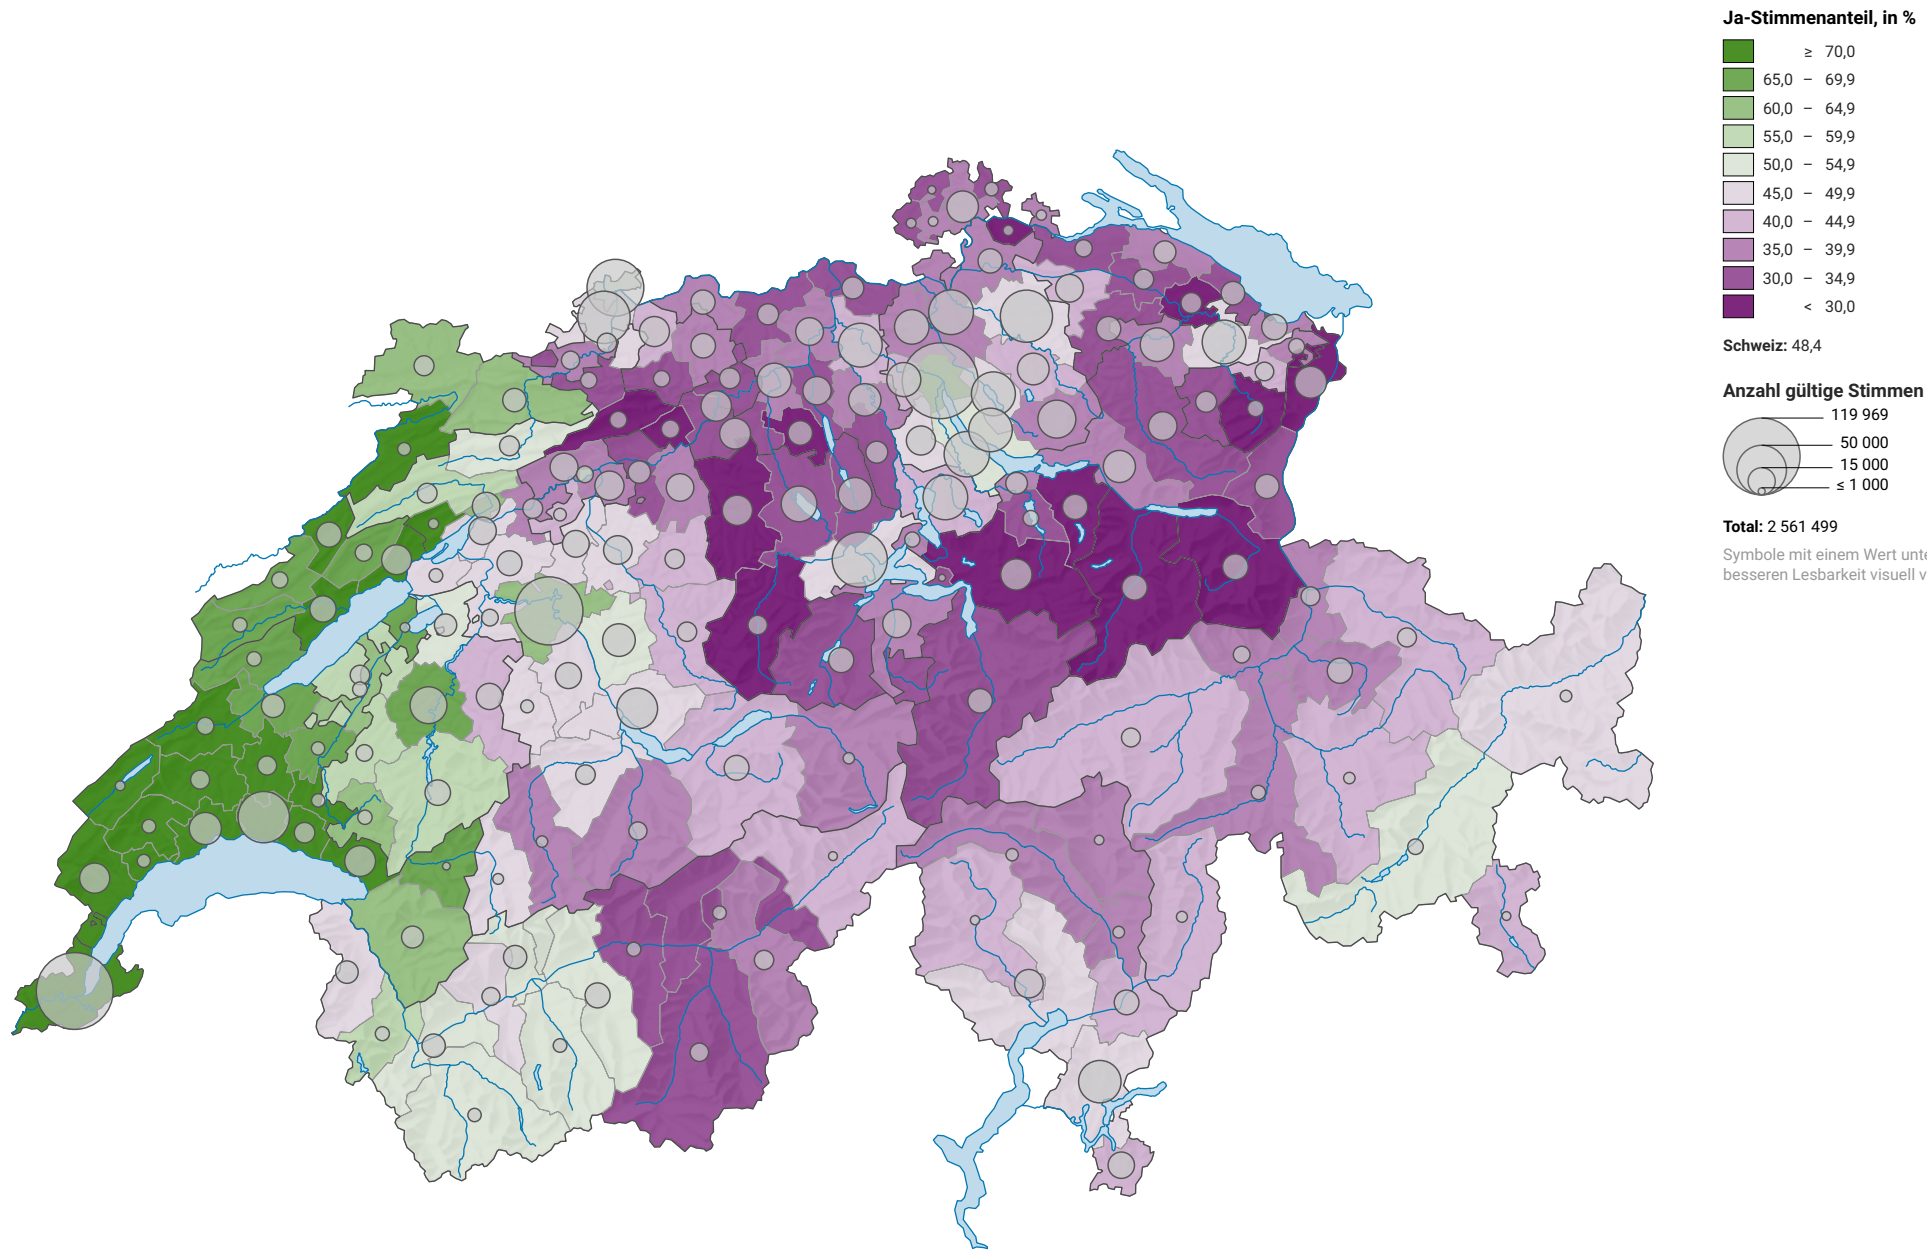 Ja-Stimmenanteil, in %
≥ 70,0
65,0 – 69,9
60,0 – 64,9
55,0 – 59,9
50,0 – 54,9
45,0 – 49,9
40,0 – 44,9
35,0 – 39,9
30,0 – 34,9
< 30,0
Schweiz: 48,4
Anzahl gültige Stimmen
119 969
50 000
15 000
≤ 1 000
Total: 2 561 499
Symbole mit einem Wert unte
besseren Lesbarkeit visuell v